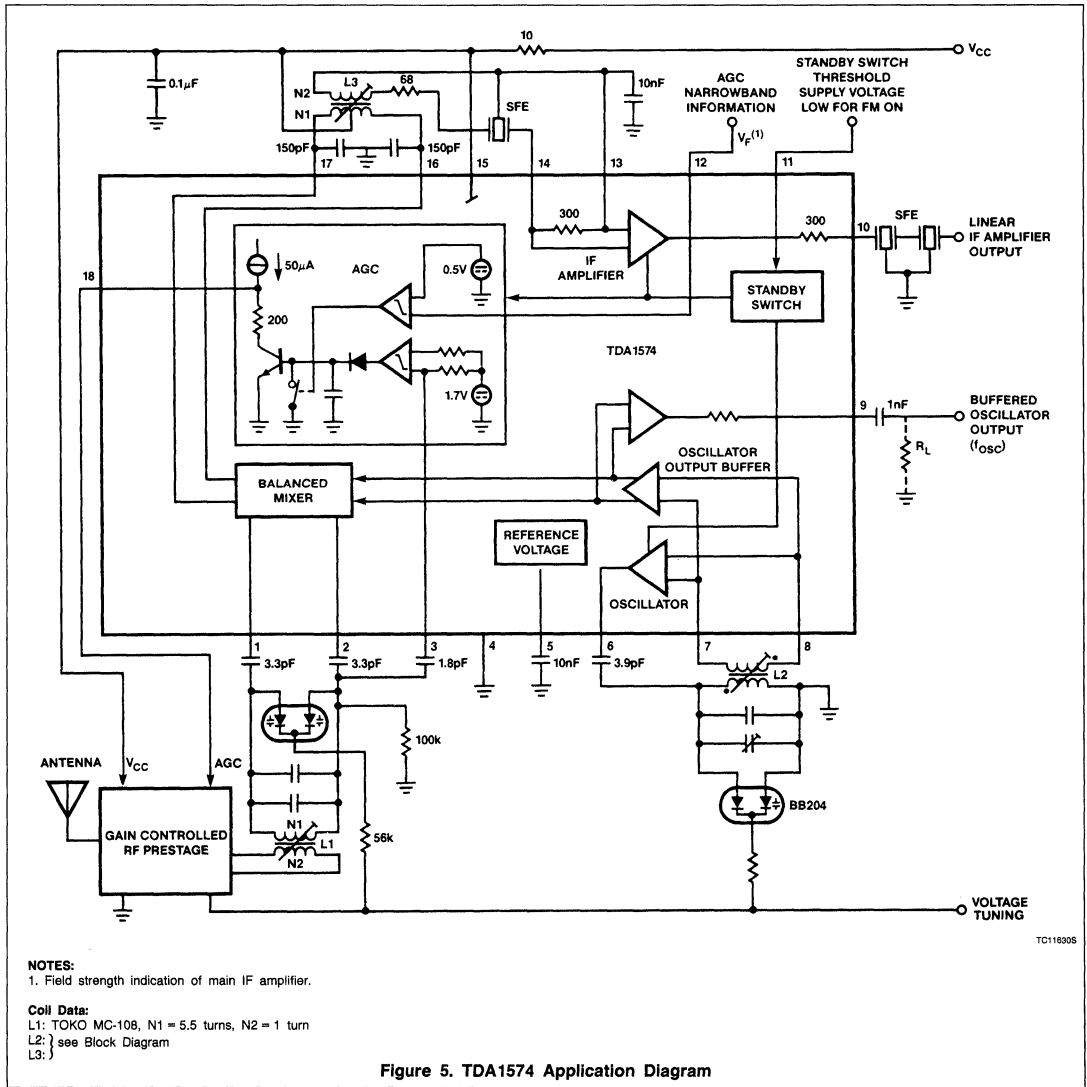 10
VCC
0.1μF
L3
68
N2
N1
10nF
SFE
AGC
NARROWBAND
INFORMATION
VF(1)
STANDBY SWITCH
THRESHOLD
SUPPLY VOLTAGE
LOW FOR FM ON
150pF
150pF
17
16
15
14
13
12
11
300
IF
AMPLIFIER
300
10
SFE
LINEAR
IF AMPLIFIER
OUTPUT
18
50μA
AGC
0.5V
200
1.7V
STANDBY
SWITCH
TDA1574
9
1nF
BUFFERED
OSCILLATOR
OUTPUT
(fOSC)
RL
OSCILLATOR
OUTPUT BUFFER
BALANCED
MIXER
REFERENCE
VOLTAGE
OSCILLATOR
1
2
3
4
5
6
7
8
3.3pF
3.3pF
1.8pF
10nF
3.9pF
L2
100k
ANTENNA
VCC
AGC
BB204
GAIN CONTROLLED
RF PRESTAGE
N1
L1
N2
56k
VOLTAGE
TUNING
TC11630S
NOTES:
1. Field strength indication of main IF amplifier.
Coil Data:
L1: TOKO MC-108, N1 = 5.5 turns, N2 = 1 turn
L2: } see Block Diagram
L3:
Figure 5. TDA1574 Application Diagram